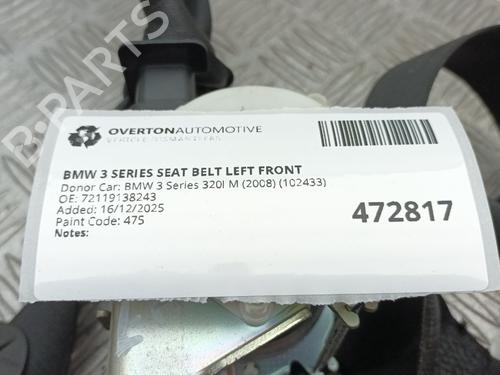 B-PARTS
OVERTONAUTOMOTIVE
VEHICLE DISMANTLERS
BMW 3 SERIES SEAT BELT LEFT FRONT
Donor Car: BMW 3 Series 320I M (2008) (102433)
OE: 72119138243
Added: 16/12/2025
Paint Code: 475
Notes:
472817